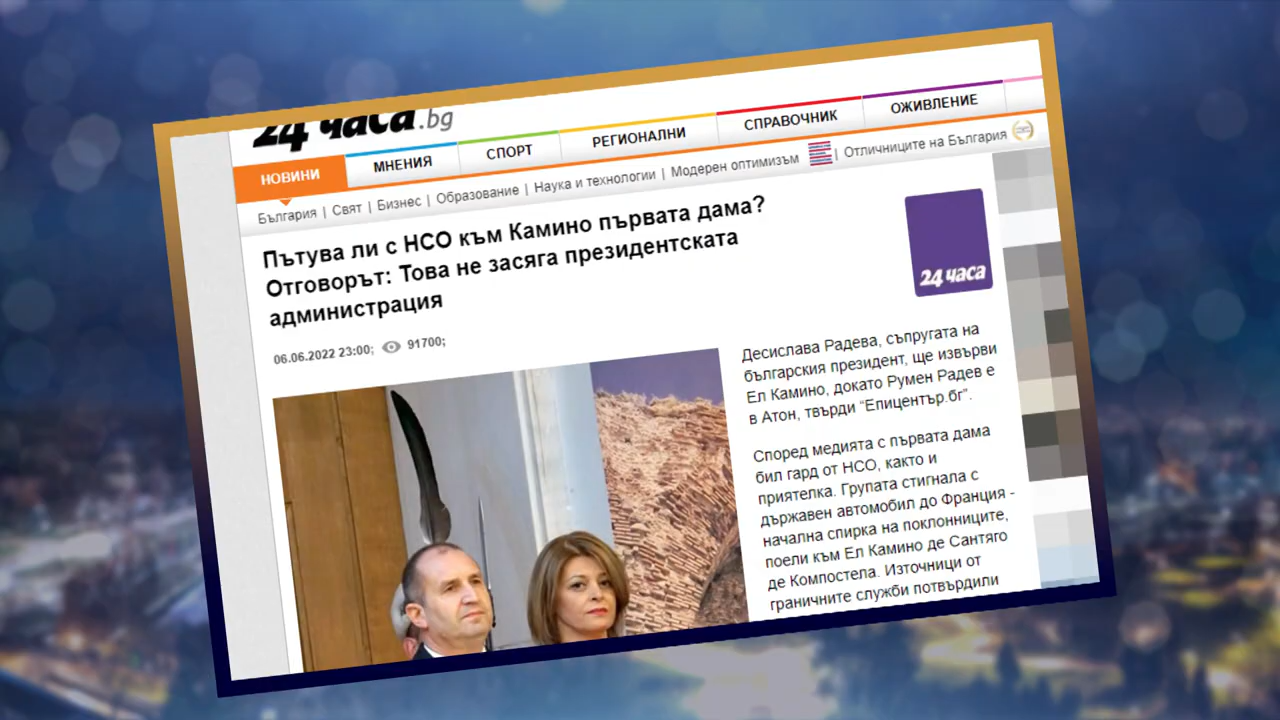 24 часа.bg
НОВИНИ
МНЕНИЯ
СПОРТ
РЕГИОНАЛНИ
СПРАВОЧНИК
ОЖИВЛЕНИЕ
България | Свят | Бизнес | Образование | Наука и технологии | Модерен оптимизъм | Отличниците на България
Пътува ли с НСО към Камино първата дама?
Отговорът: Това не засяга президентската
администрация
06.06.2022 23:00; 91700;
24 часа
Десислава Радева, съпругата на
българския президент, ще извърви
Ел Камино, докато Румен Радев е
в Атон, твърди “Епицентър.бг”.
Според медията с първата дама
бил гард от НСО, както и
приятелка. Групата стигнала с
държавен автомобил до Франция -
начална спирка на поклонниците,
поели към Ел Камино де Сантяго
де Компостела. Източници от
граничните служби потвърдили